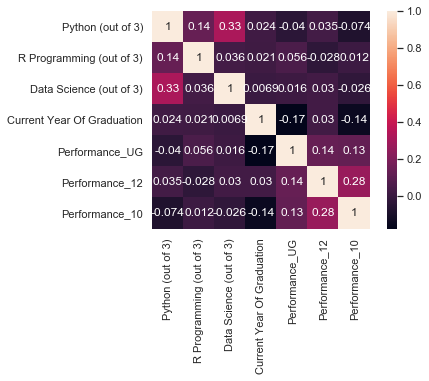 Python (out of 3) 1 0.14 0.33 0.024 -0.04 0.035 -0.074
R Programming (out of 3) 0.14 1 0.036 0.021 0.056 -0.028 0.012
Data Science (out of 3) 0.33 0.036 1 0.0069 0.016 0.03 -0.026
Current Year Of Graduation 0.024 0.021 0.0069 1 -0.17 0.03 -0.14
Performance_UG -0.04 0.056 0.016 -0.17 1 0.14 0.13
Performance_12 0.035 -0.028 0.03 0.03 0.14 1 0.28
Performance_10 -0.074 0.012 -0.026 -0.14 0.13 0.28 1
Python (out of 3)
R Programming (out of 3)
Data Science (out of 3)
Current Year Of Graduation
Performance_UG
Performance_12
Performance_10
1.0
0.8
0.6
0.4
0.2
0.0